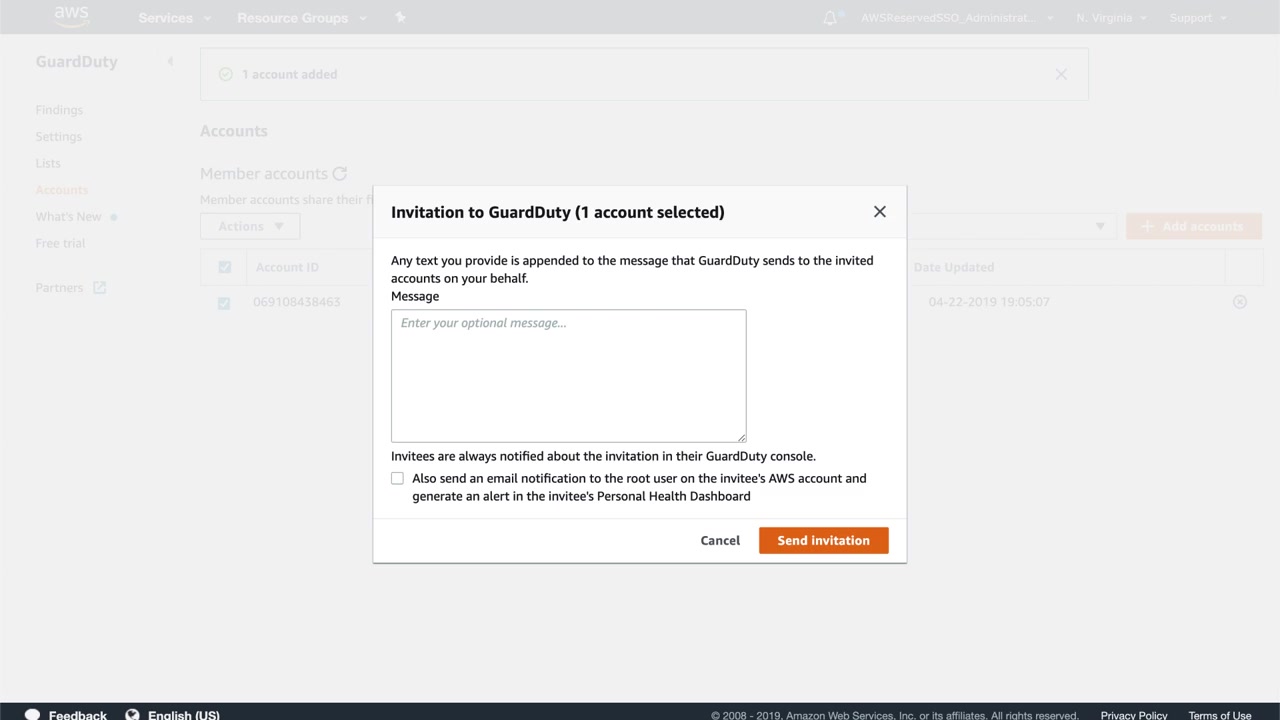 aws
Services
Resource Groups
AWSReservedSSO_Administrat...
N. Virginia
Support
GuardDuty
1 account added
Findings
Settings
Lists
Accounts
What's New
Free trial
Partners
Accounts
Member accounts
Member accounts share their
Actions
Add accounts
Account ID
Date Updated
069108438463
04-22-2019 19:05:07
Invitation to GuardDuty (1 account selected)
Any text you provide is appended to the message that GuardDuty sends to the invited
accounts on your behalf.
Message
Enter your optional message...
Invitees are always notified about the invitation in their GuardDuty console.
Also send an email notification to the root user on the invitee's AWS account and
generate an alert in the invitee's Personal Health Dashboard
Cancel
Send invitation
Feedback
English (US)
© 2008 - 2019, Amazon Web Services, Inc. or its affiliates. All rights reserved.
Privacy Policy
Terms of Use